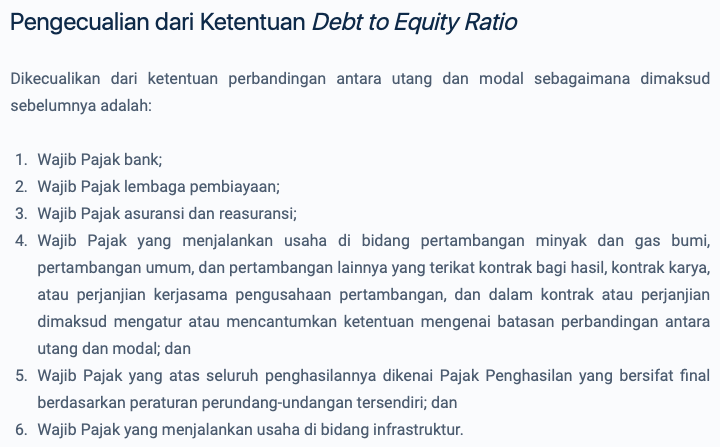 Pengecualian dari Ketentuan Debt to Equity Ratio
Dikecualikan dari ketentuan perbandingan antara utang dan modal sebagaimana dimaksud
sebelumnya adalah:
1. Wajib Pajak bank;
2. Wajib Pajak lembaga pembiayaan;
3. Wajib Pajak asuransi dan reasuransi;
4. Wajib Pajak yang menjalankan usaha di bidang pertambangan minyak dan gas bumi,
pertambangan umum, dan pertambangan lainnya yang terikat kontrak bagi hasil, kontrak karya,
atau perjanjian kerjasama pengusahaan pertambangan, dan dalam kontrak atau perjanjian
dimaksud mengatur atau mencantumkan ketentuan mengenai batasan perbandingan antara
utang dan modal; dan
5. Wajib Pajak yang atas seluruh penghasilannya dikenai Pajak Penghasilan yang bersifat final
berdasarkan peraturan perundang-undangan tersendiri; dan
6. Wajib Pajak yang menjalankan usaha di bidang infrastruktur.